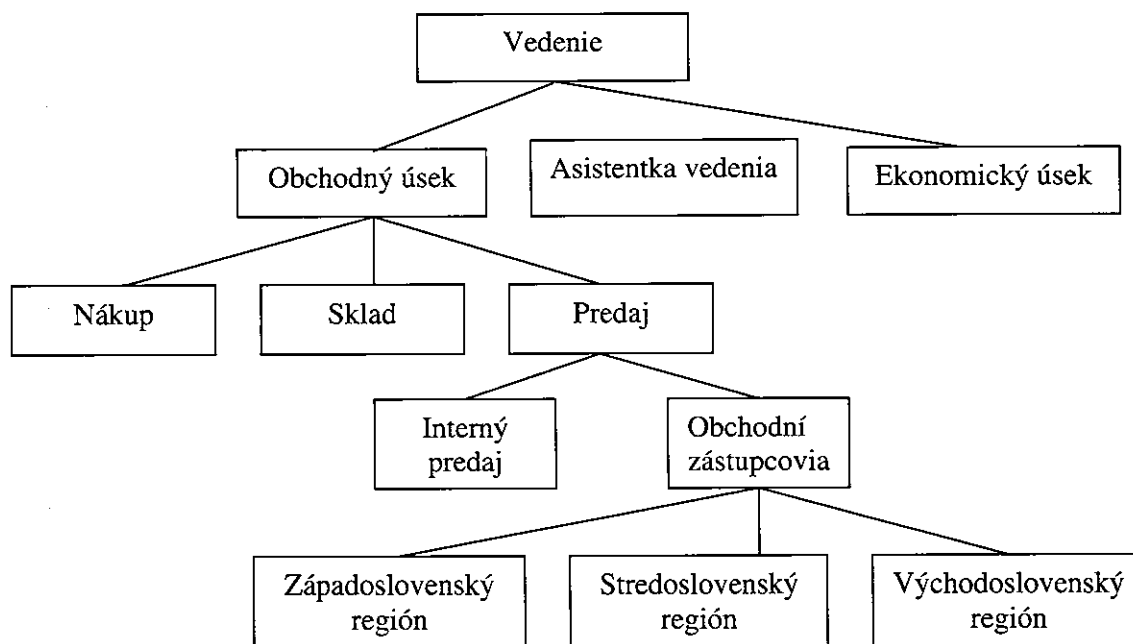 Vedenie
Obchodný úsek
Asistentka vedenia
Ekonomický úsek
Nákup
Sklad
Predaj
Interný
predaj
Obchodní
zástupcovia
Západoslovenský
región
Stredoslovenský
región
Východoslovenský
región